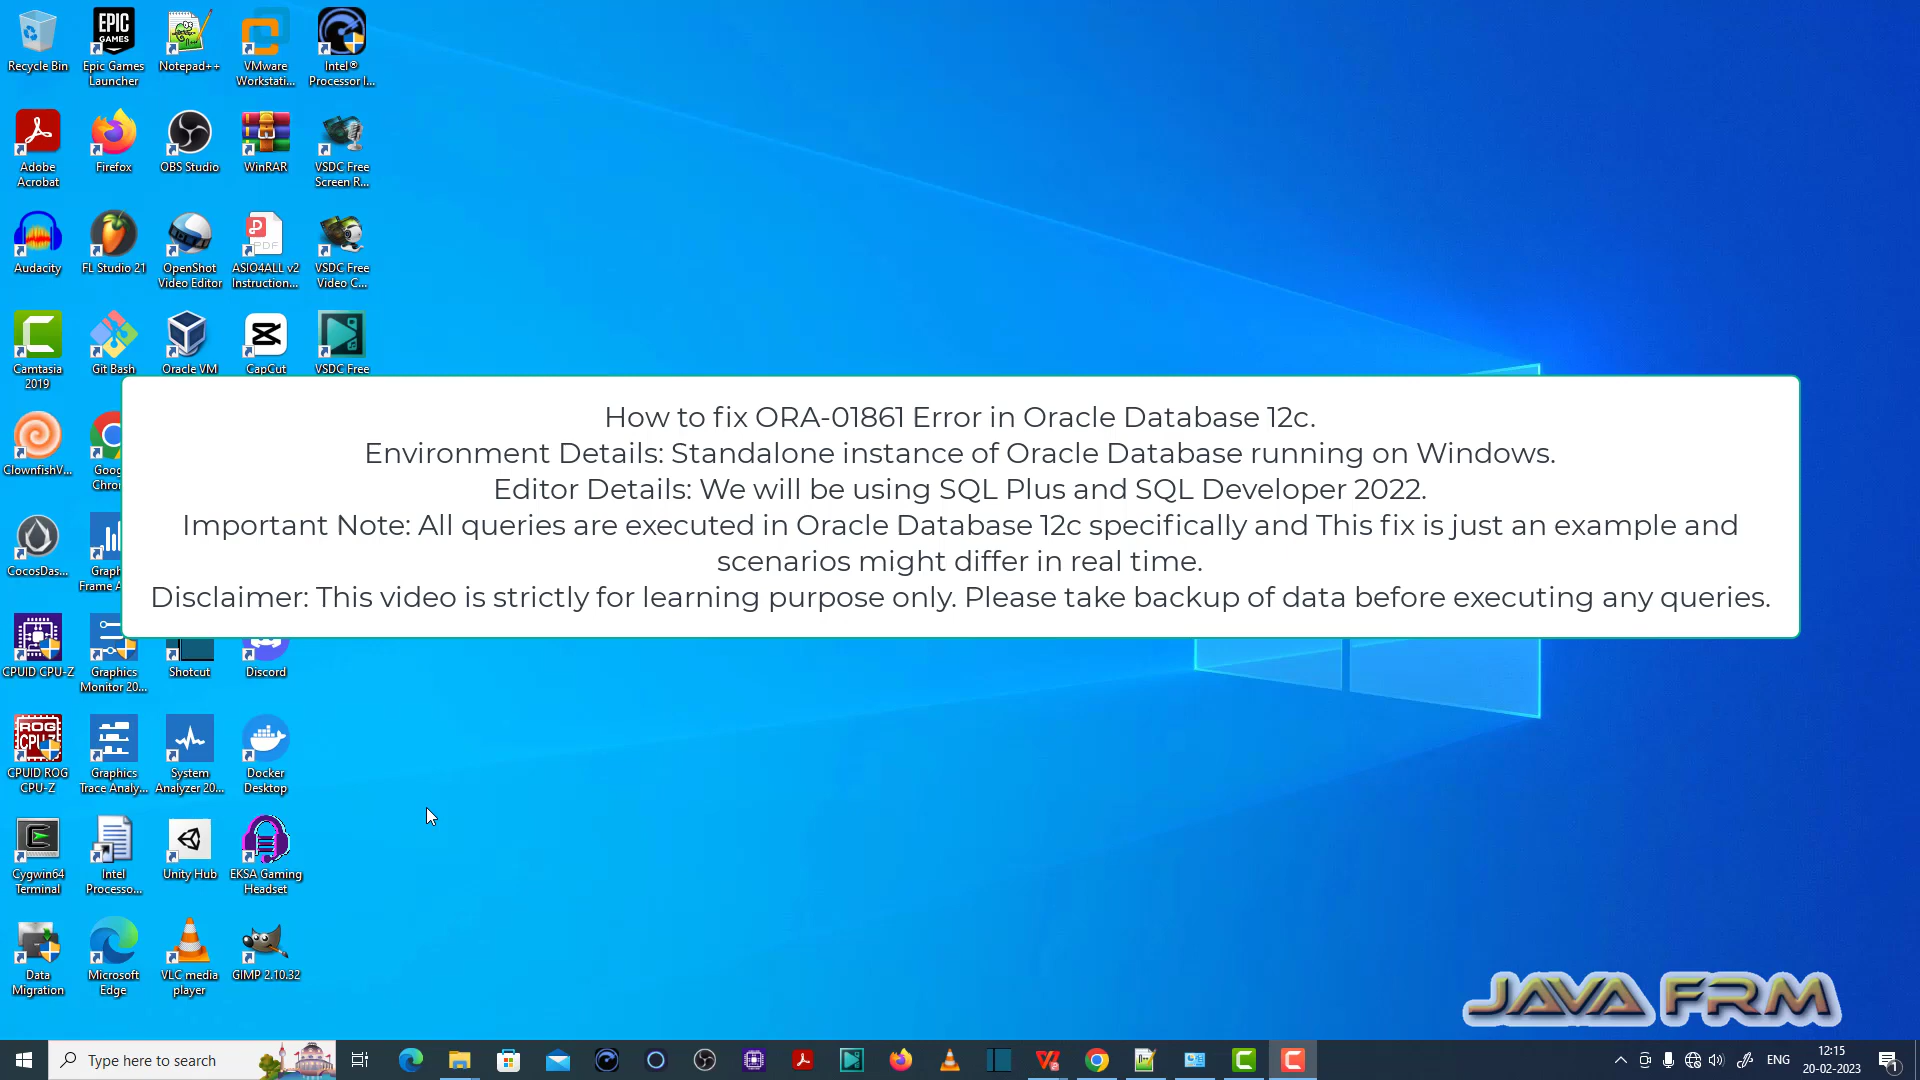 Recycle Bin
Epic Games
Launcher
Notepad++
VMware
Workstati...
Intel®
Processor I...
Adobe
Acrobat
Firefox
OBS Studio
WinRAR
VSDC Free
Screen R...
Audacity
FL Studio 21
OpenShot
Video Editor
ASIO4ALL v2
Instruction...
VSDC Free
Video C...
Camtasia
2019
Git Bash
Oracle VM
CapCut
VSDC Free
How to fix ORA-01861 Error in Oracle Database 12c.
Environment Details: Standalone instance of Oracle Database running on Windows.
Editor Details: We will be using SQL Plus and SQL Developer 2022.
Important Note: All queries are executed in Oracle Database 12c specifically and This fix is just an example and
scenarios might differ in real time.
Disclaimer: This video is strictly for learning purpose only. Please take backup of data before executing any queries.
ClownfishV...
CocosDas...
CPUID CPU-Z
Graphics
Monitor 20...
Shotcut
Discord
CPUID ROG
CPU-Z
Graphics
Trace Analy...
System
Analyzer 20...
Docker
Desktop
Cygwin64
Terminal
Intel
Processo...
Unity Hub
EKSA Gaming
Headset
Data
Migration
Microsoft
Edge
VLC media
player
GIMP 2.10.32
JAVA FRM
Type here to search
ENG
12:15
20-02-2023
1